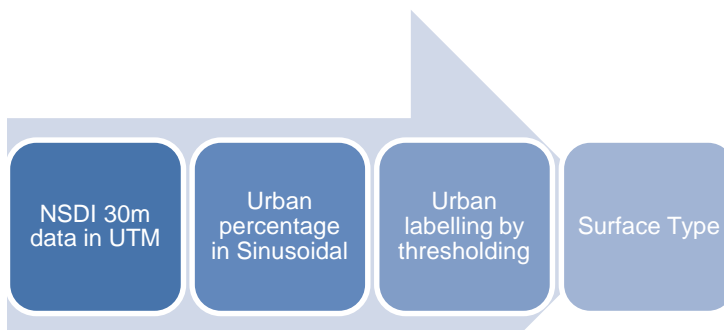 NSDI 30m
data in UTM
Urban
percentage
in Sinusoidal
Urban
labelling by
thresholding
Surface Type